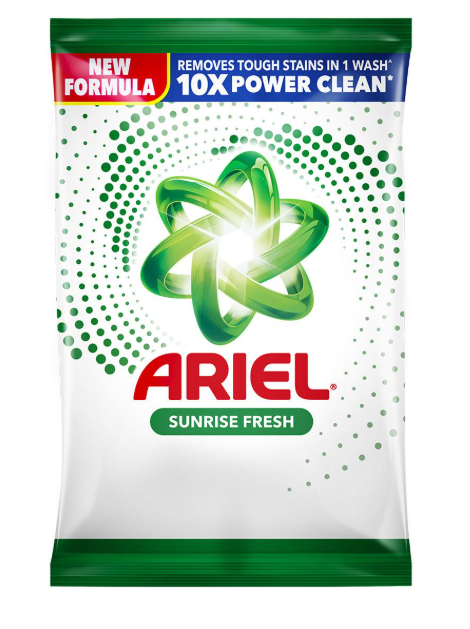 NEW
FORMULA
REMOVES TOUGH STAINS IN 1 WASH^
10X POWER CLEAN*
ARIEL®
SUNRISE FRESH